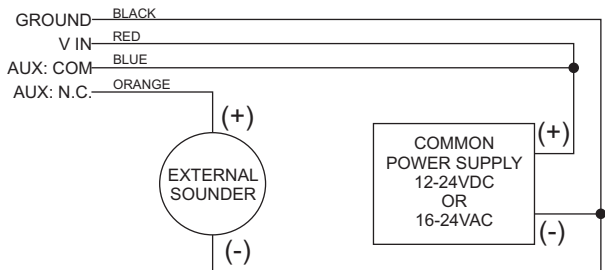 GROUND BLACK
V IN RED
AUX: COM BLUE
AUX: N.C. ORANGE
(+)
EXTERNAL
SOUNDER
(-)
COMMON
POWER SUPPLY
12-24VDC
OR
16-24VAC
(+)
(-)